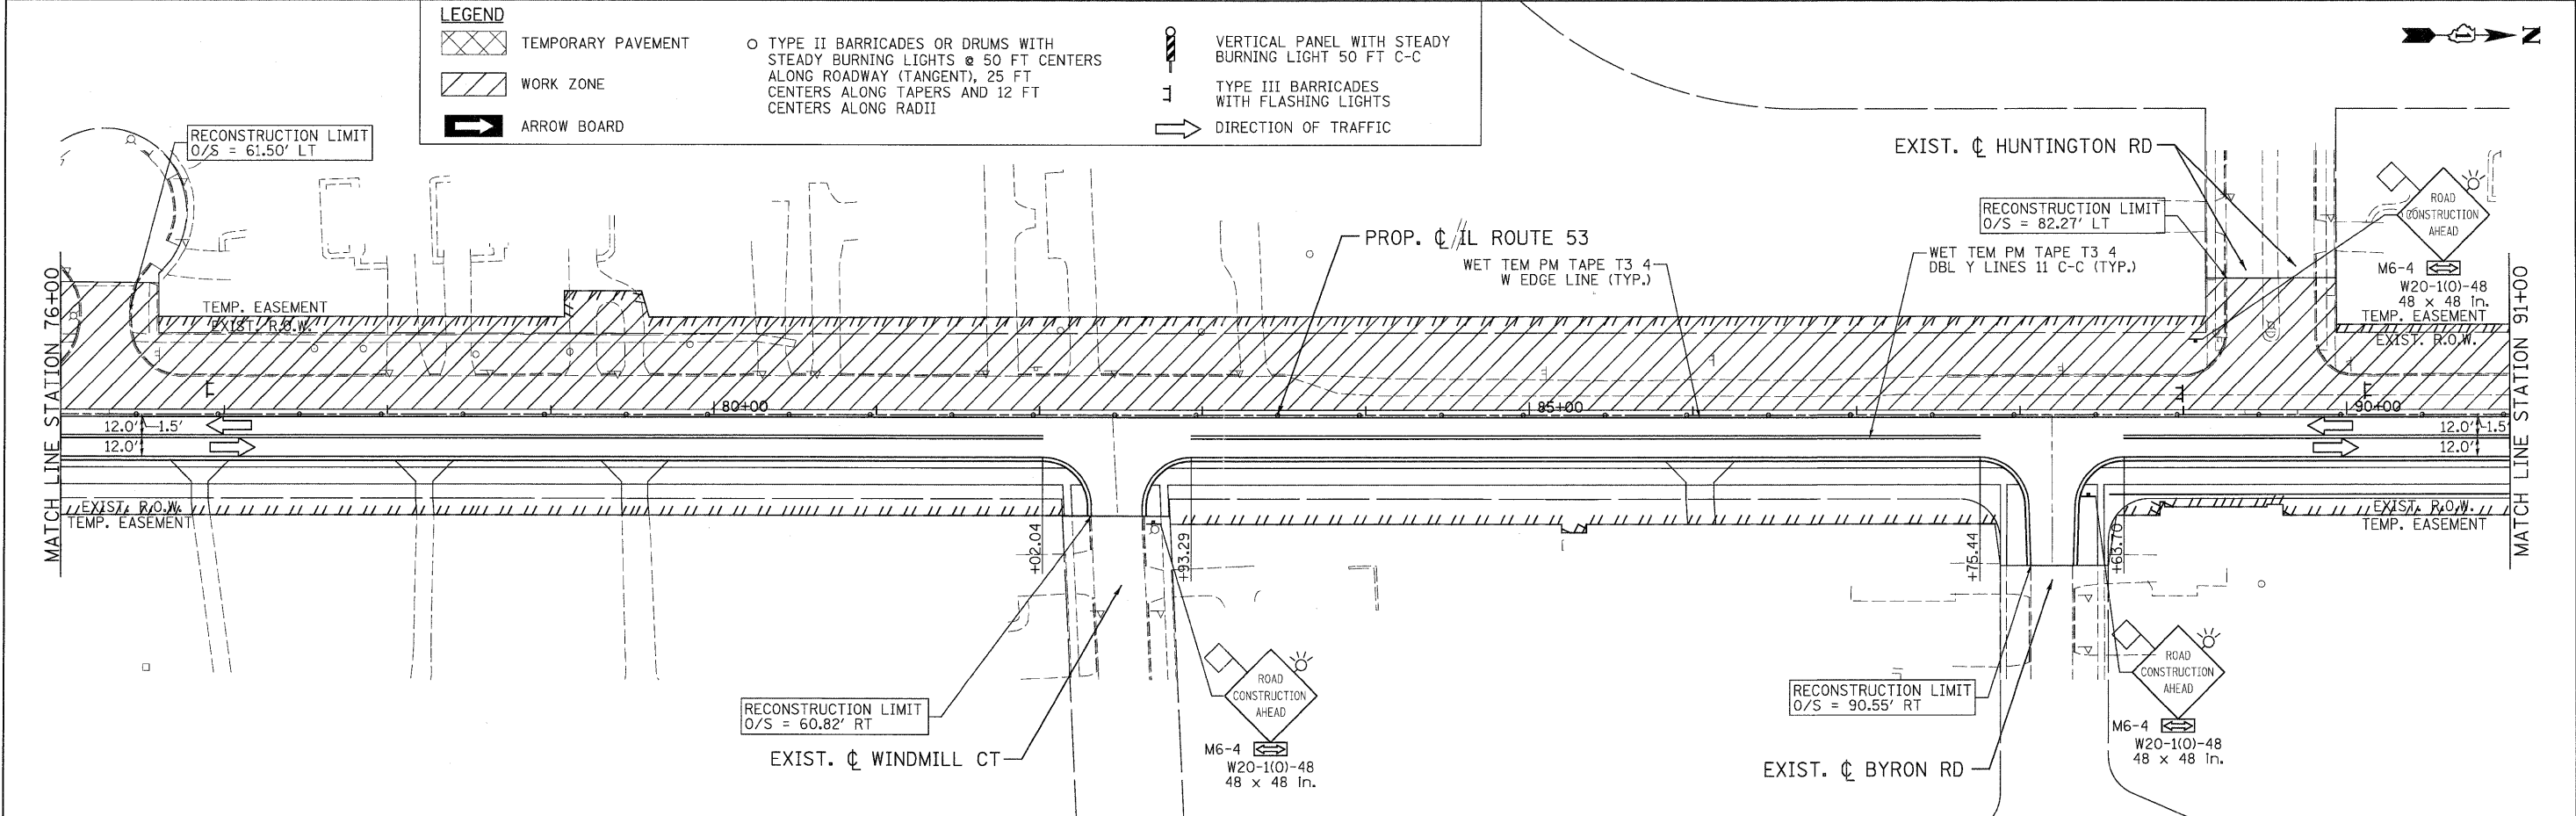 LEGEND
TEMPORARY PAVEMENT
WORK ZONE
ARROW BOARD
TYPE II BARRICADES OR DRUMS WITH
STEADY BURNING LIGHTS @ 50 FT CENTERS
ALONG ROADWAY (TANGENT), 25 FT
CENTERS ALONG TAPERS AND 12 FT
CENTERS ALONG RADII
VERTICAL PANEL WITH STEADY
BURNING LIGHT 50 FT C-C
TYPE III BARRICADES
WITH FLASHING LIGHTS
DIRECTION OF TRAFFIC
N
RECONSTRUCTION LIMIT
O/S = 61.50' LT
EXIST. ℄ HUNTINGTON RD
RECONSTRUCTION LIMIT
O/S = 82.27' LT
ROAD
CONSTRUCTION
AHEAD
M6-4
W20-1(O)-48
48 x 48 in.
TEMP. EASEMENT
EXIST. R.O.W.
PROP. ℄ IL ROUTE 53
WET TEM PM TAPE T3 4
W EDGE LINE (TYP.)
WET TEM PM TAPE T3 4
DBL Y LINES 11 C-C (TYP.)
TEMP. EASEMENT
EXIST. R.O.W.
MATCH LINE STATION 76+00
MATCH LINE STATION 91+00
80+00
85+00
90+00
12.0'
1.5'
12.0'
12.0'
1.5'
12.0'
EXIST. R.O.W.
TEMP. EASEMENT
EXIST. R.O.W.
TEMP. EASEMENT
+02.04
+93.29
+75.44
+63.70
RECONSTRUCTION LIMIT
O/S = 60.82' RT
EXIST. ℄ WINDMILL CT
ROAD
CONSTRUCTION
AHEAD
M6-4
W20-1(O)-48
48 x 48 in.
RECONSTRUCTION LIMIT
O/S = 90.55' RT
EXIST. ℄ BYRON RD
ROAD
CONSTRUCTION
AHEAD
M6-4
W20-1(O)-48
48 x 48 in.